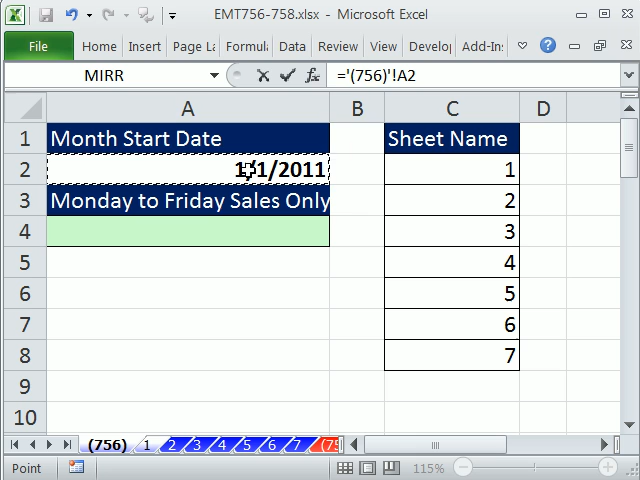 EMT756-758.xlsx - Microsoft Excel
File Home Insert Page La Formula Data Review View Develop Add-In:
MIRR ='(756)'!A2
A B C D
1 Month Start Date Sheet Name
2 1/1/2011 1
3 Monday to Friday Sales Only 2
4 3
5 4
6 5
7 6
8 7
9
10
(756) 1 2 3 4 5 6 7 (75
Point 115%